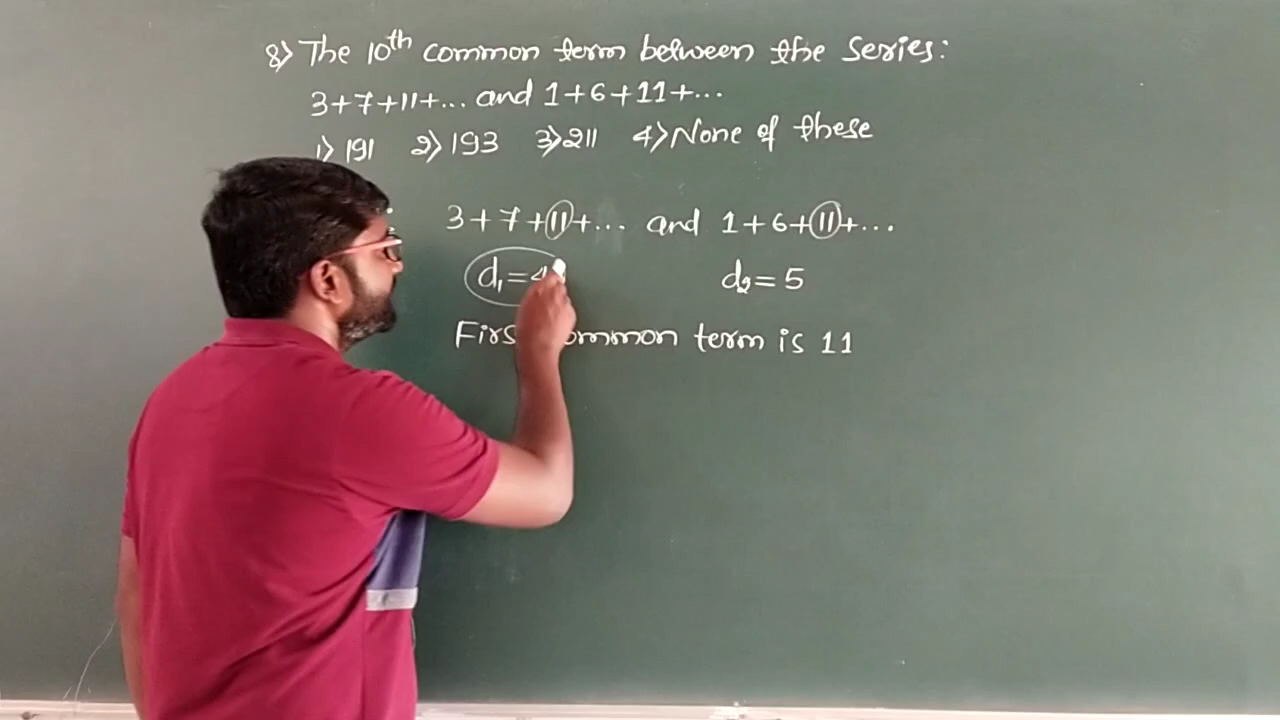 8) The 10th common term between the series:
3+7+11+... and 1+6+11+...
1) 191 2) 193 3) 211 4) None of these
3+7+11+... and 1+6+11+...
d₁=4 d₂=5
common term is 11